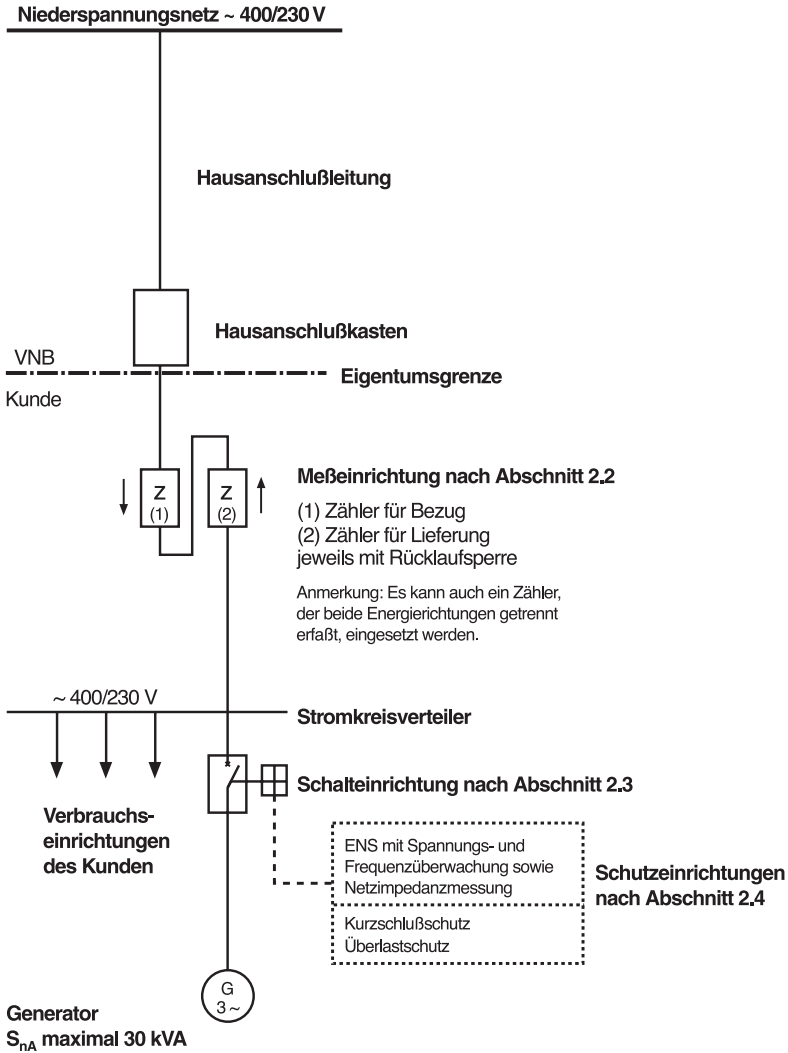 Niederspannungsnetz ~ 400/230 V
Hausanschlußleitung
Hausanschlußkasten
VNB
Eigentumsgrenze
Kunde
Meßeinrichtung nach Abschnitt 2.2
Z
(1)
Z
(2)
(1) Zähler für Bezug
(2) Zähler für Lieferung
jeweils mit Rücklaufsperre
Anmerkung: Es kann auch ein Zähler,
der beide Energierichtungen getrennt
erfaßt, eingesetzt werden.
~ 400/230 V
Stromkreisverteiler
Schalteinrichtung nach Abschnitt 2.3
Verbrauchs-
einrichtungen
des Kunden
ENS mit Spannungs- und
Frequenzüberwachung sowie
Netzimpedanzmessung
Kurzschlußschutz
Überlastschutz
Schutzeinrichtungen
nach Abschnitt 2.4
G
3 ~
Generator
SnA maximal 30 kVA